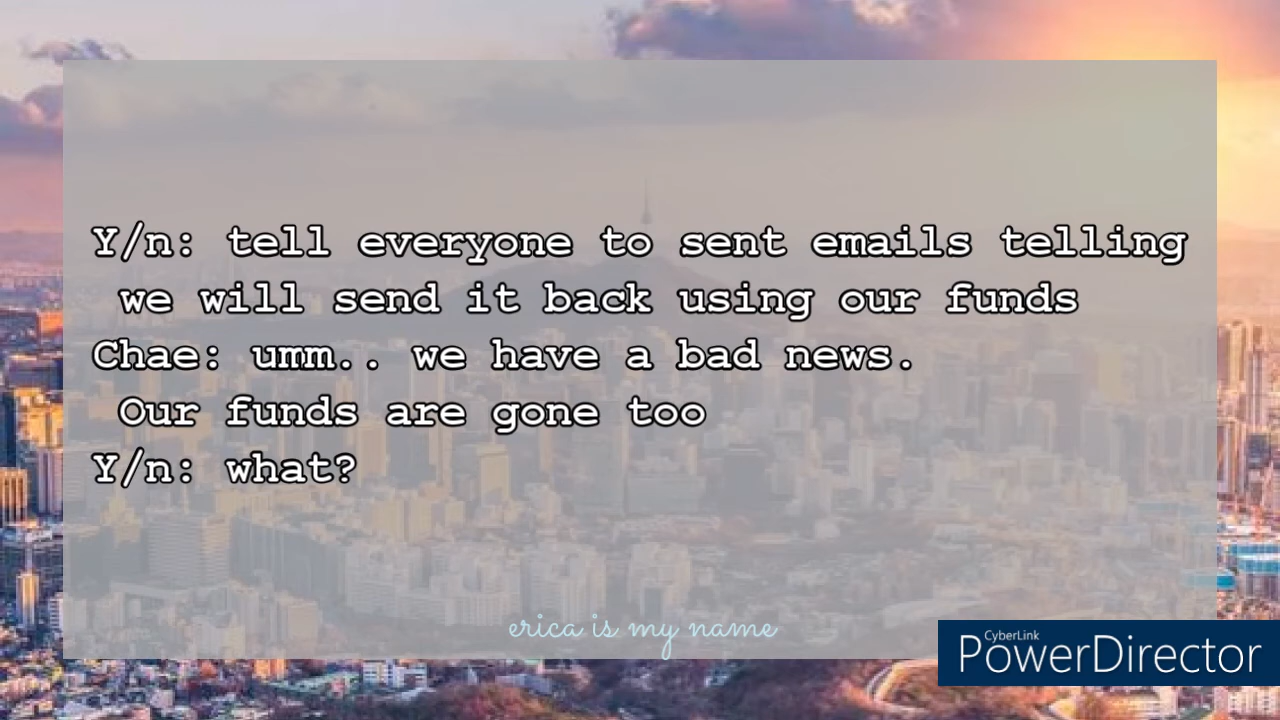 Y/n: tell everyone to sent emails telling
we will send it back using our funds
Chae: umm.. we have a bad news.
Our funds are gone too
Y/n: what?
erica is my name
CyberLink
PowerDirector